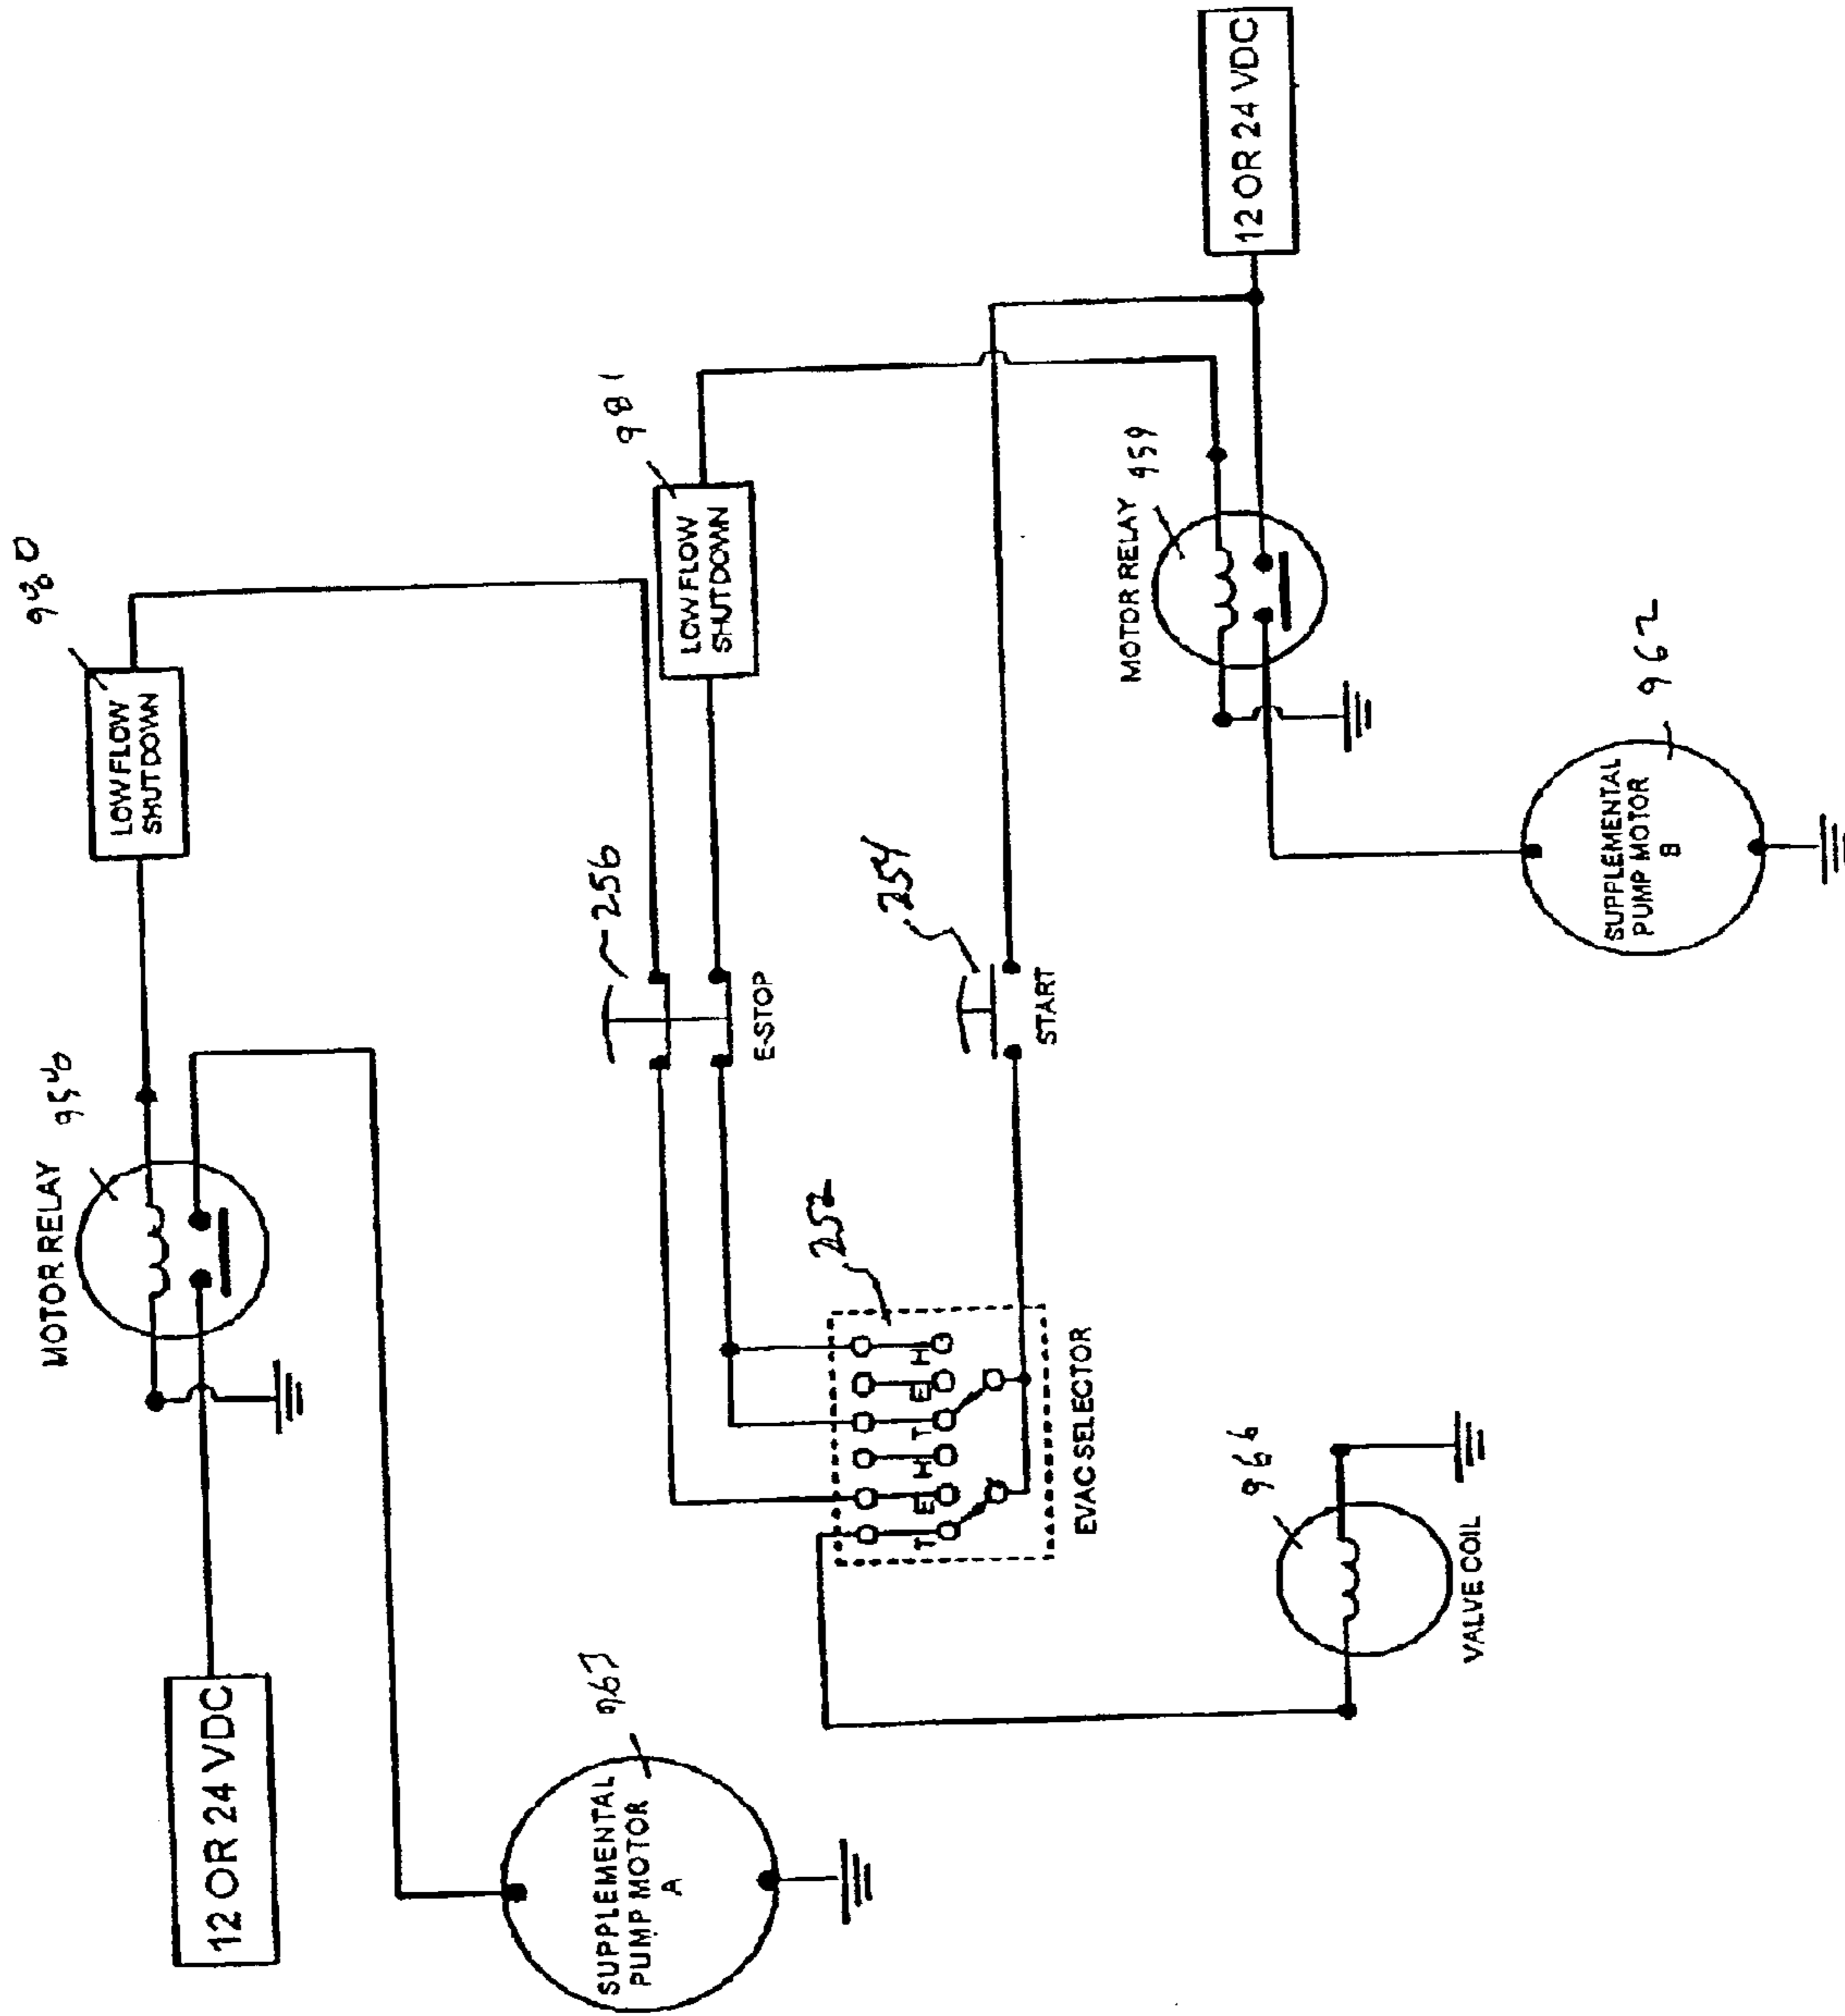 12 OR 24 VDC
MOTOR RELAY
LOW FLOW
SHUTDOWN
980
SUPPLEMENTAL
PUMP MOTOR
A
963
256
E-STOP
LOW FLOW
SHUTDOWN
981
T E H T E H
EVAC SELECTOR
254
START
966
VALVE COIL
MOTOR RELAY 959
12 OR 24 VDC
SUPPLEMENTAL
PUMP MOTOR
B
962